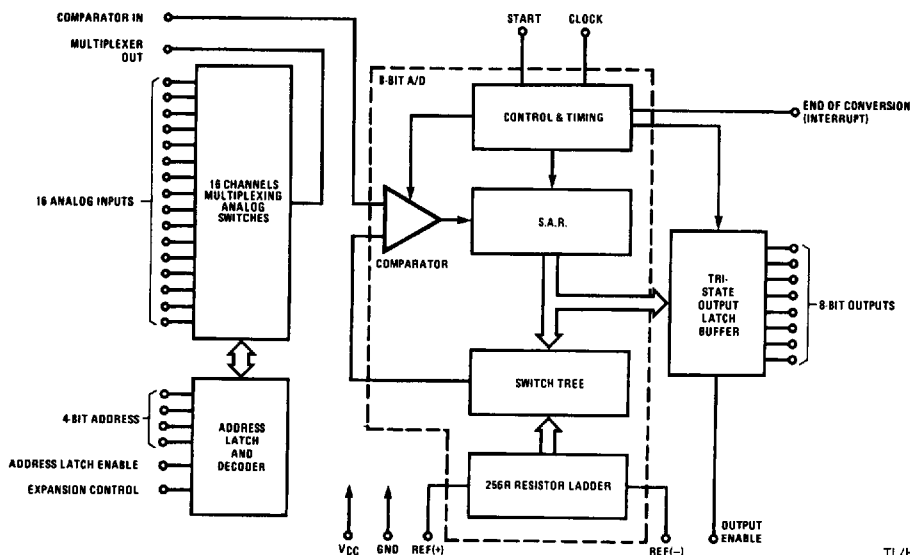 COMPARATOR IN
MULTIPLEXER
OUT
16 ANALOG INPUTS
16 CHANNELS
MULTIPLEXING
ANALOG
SWITCHES
4-BIT ADDRESS
ADDRESS LATCH ENABLE
EXPANSION CONTROL
ADDRESS
LATCH
AND
DECODER
START
CLOCK
8-BIT A/D
CONTROL & TIMING
END OF CONVERSION
(INTERRUPT)
S.A.R.
COMPARATOR
TRI-
STATE
OUTPUT
LATCH
BUFFER
8-BIT OUTPUTS
SWITCH TREE
256R RESISTOR LADDER
VCC
GND
REF(+)
REF(−)
OUTPUT
ENABLE